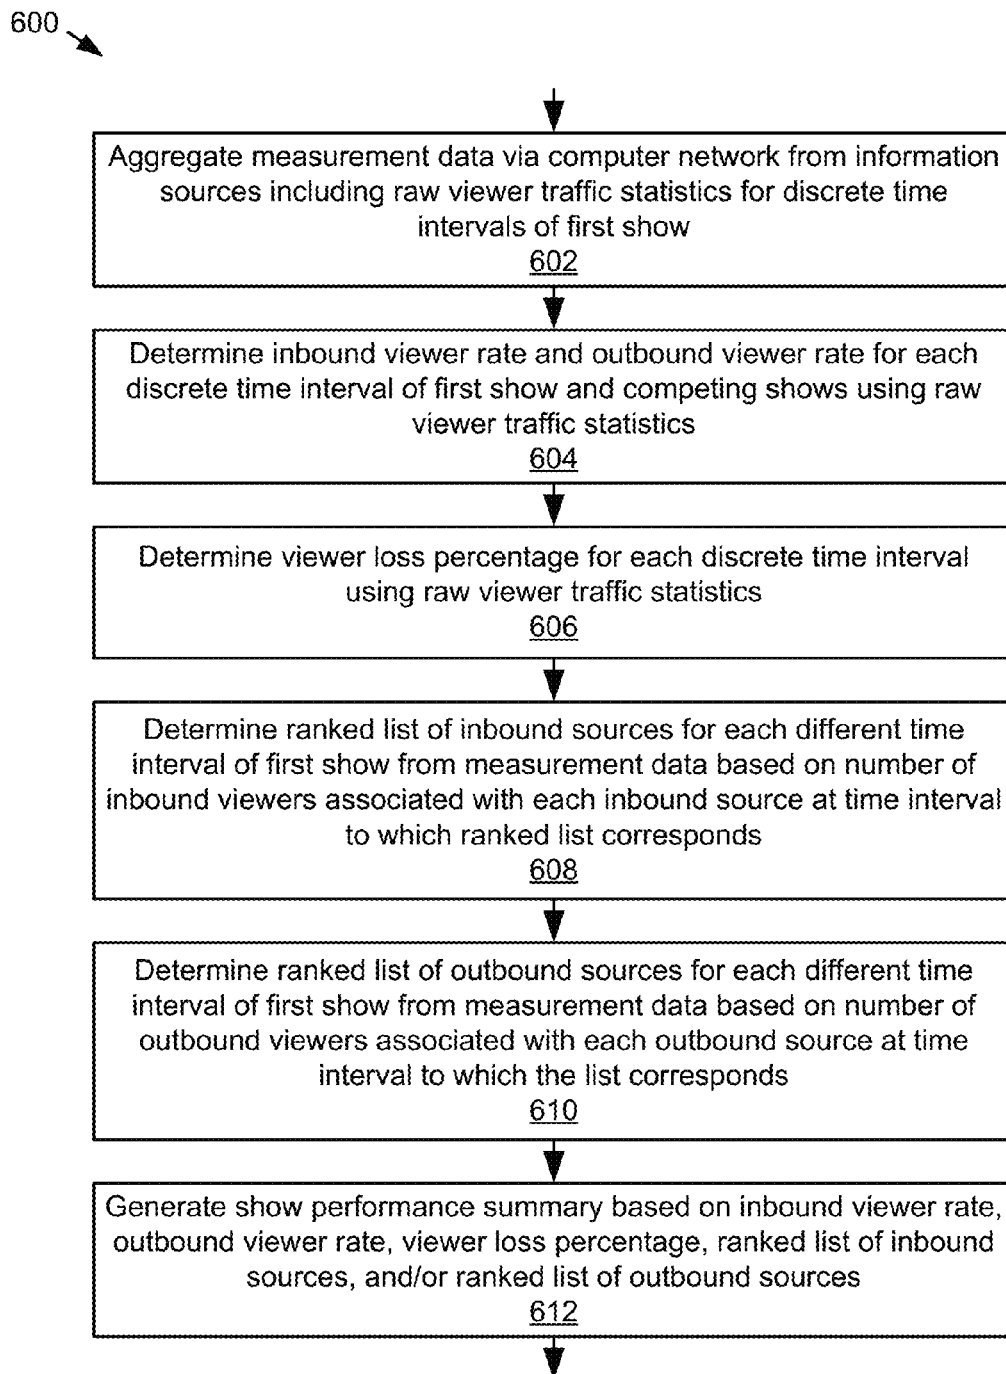 600
Aggregate measurement data via computer network from information
sources including raw viewer traffic statistics for discrete time
intervals of first show
602
Determine inbound viewer rate and outbound viewer rate for each
discrete time interval of first show and competing shows using raw
viewer traffic statistics
604
Determine viewer loss percentage for each discrete time interval
using raw viewer traffic statistics
606
Determine ranked list of inbound sources for each different time
interval of first show from measurement data based on number of
inbound viewers associated with each inbound source at time interval
to which ranked list corresponds
608
Determine ranked list of outbound sources for each different time
interval of first show from measurement data based on number of
outbound viewers associated with each outbound source at time
interval to which the list corresponds
610
Generate show performance summary based on inbound viewer rate,
outbound viewer rate, viewer loss percentage, ranked list of inbound
sources, and/or ranked list of outbound sources
612